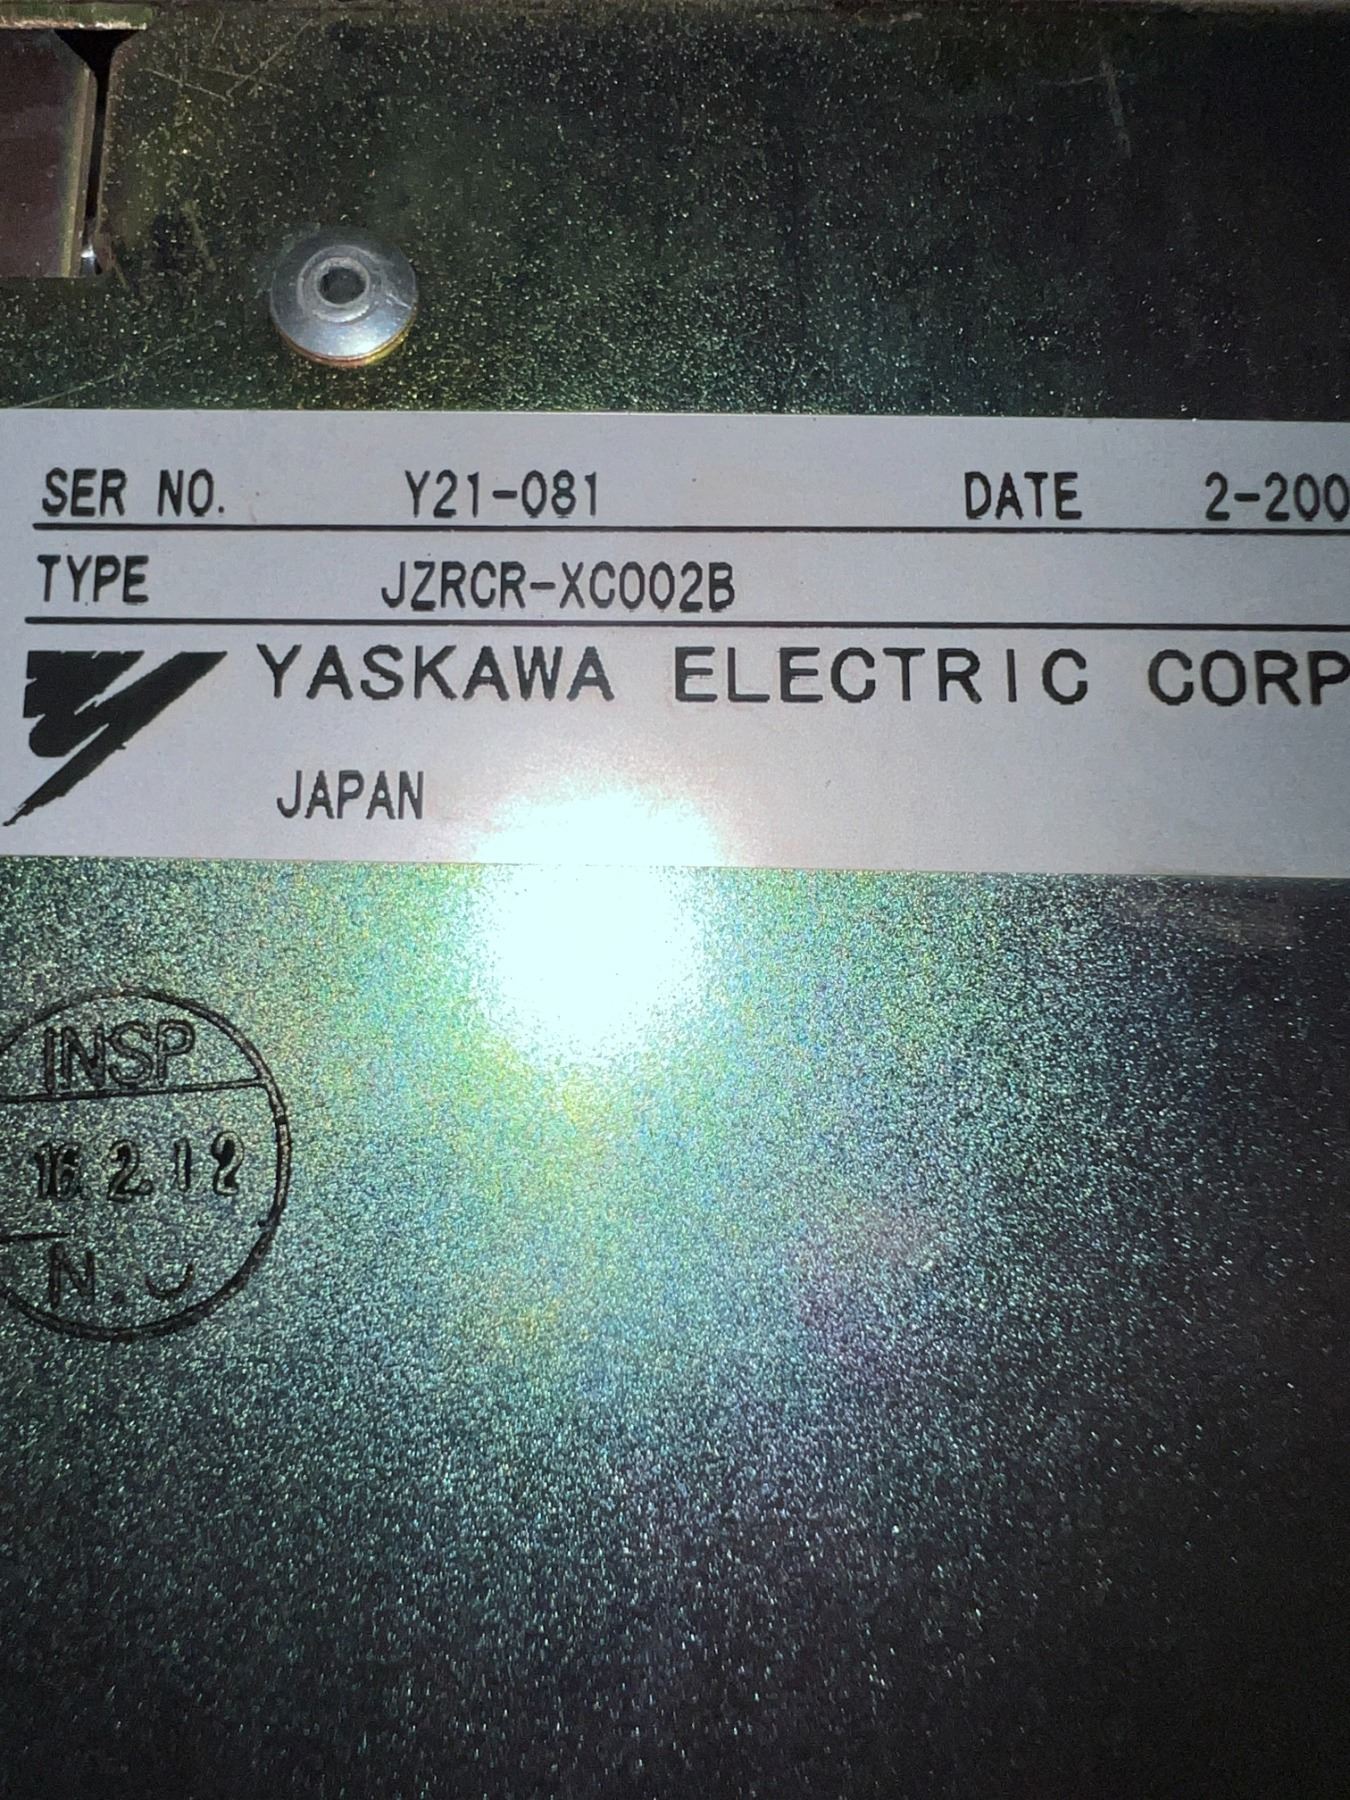 SER NO. Y21-081 DATE 2-200
TYPE JZRCR-XC002B
YASKAWA ELECTRIC CORP
JAPAN
INSP
16.2.12
N.